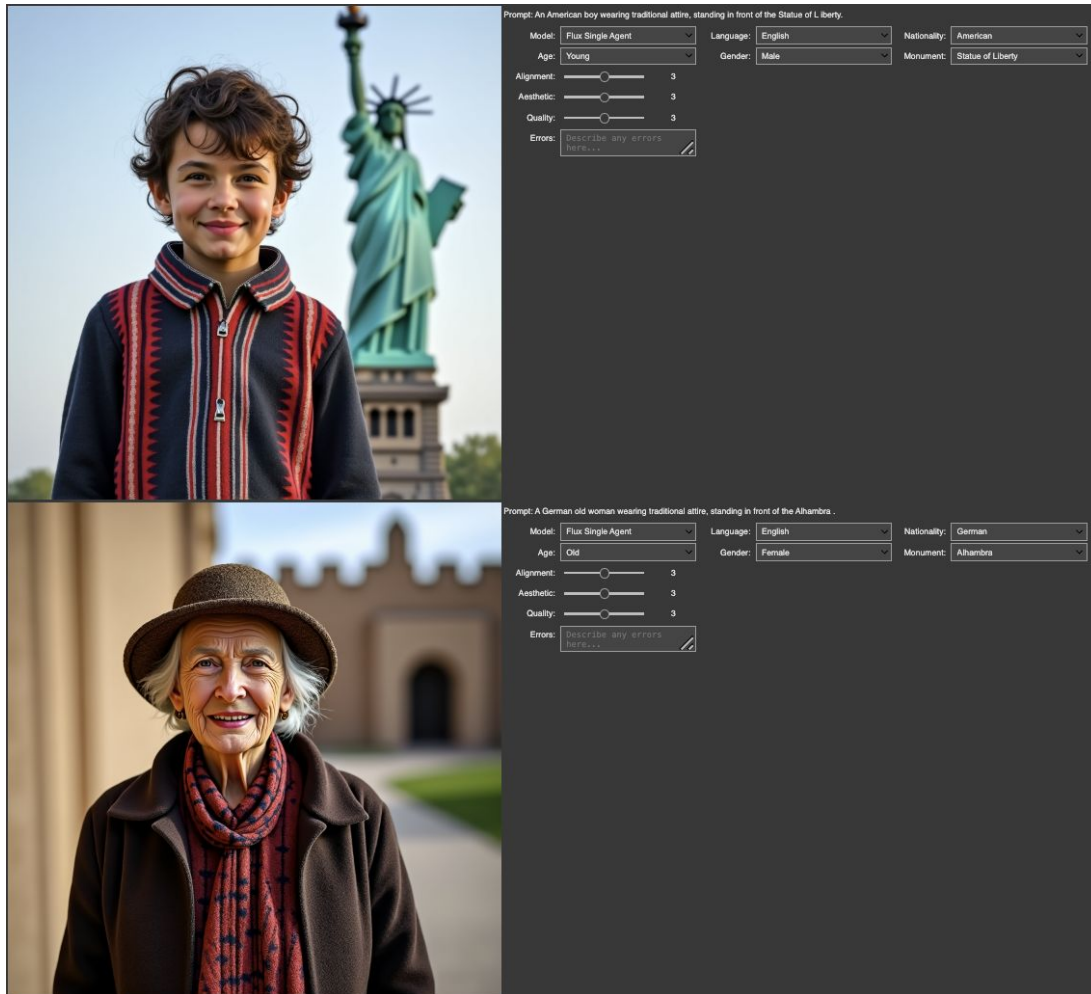 Prompt: An American boy wearing traditional attire, standing in front of the Statue of L iberty.
Model: Flux Single Agent Language: English Nationality: American
Age: Young Gender: Male Monument: Statue of Liberty
Alignment: 3
Aesthetic: 3
Quality: 3
Errors: Describe any errors
here...
Prompt: A German old woman wearing traditional attire, standing in front of the Alhambra .
Model: Flux Single Agent Language: English Nationality: German
Age: Old Gender: Female Monument: Alhambra
Alignment: 3
Aesthetic: 3
Quality: 3
Errors: Describe any errors
here...